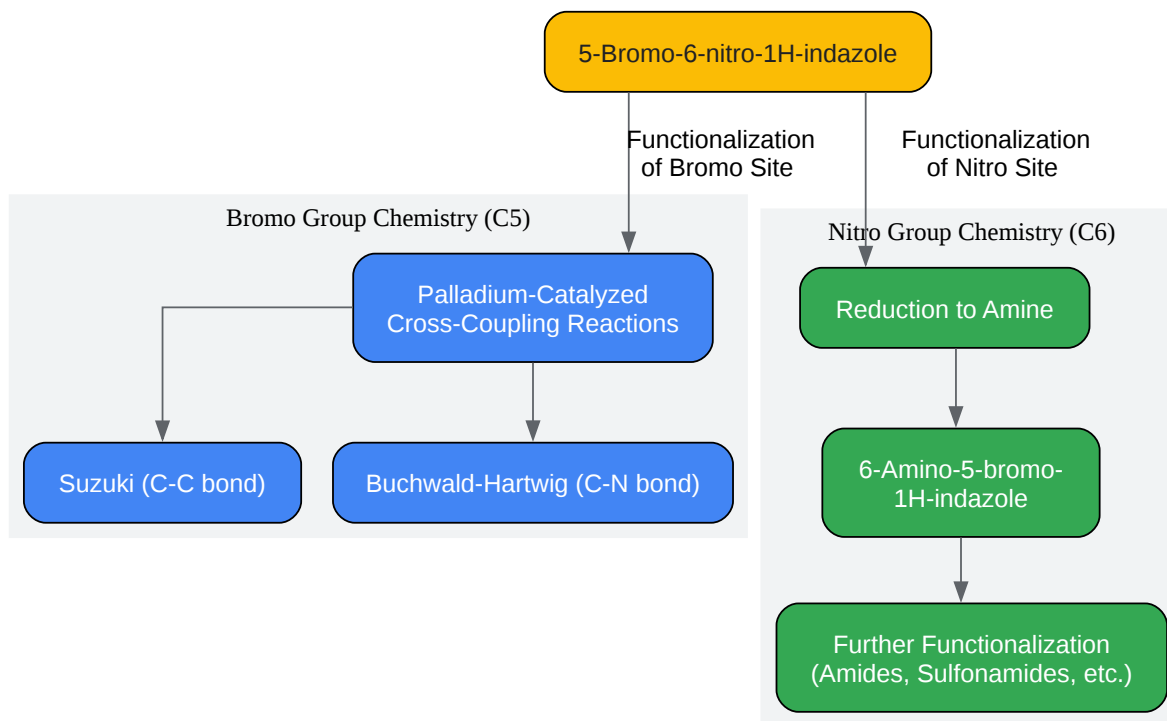 5-Bromo-6-nitro-1H-indazole
Functionalization
of Bromo Site
Functionalization
of Nitro Site
Bromo Group Chemistry (C5)
Palladium-Catalyzed
Cross-Coupling Reactions
Suzuki (C-C bond)
Buchwald-Hartwig (C-N bond)
Nitro Group Chemistry (C6)
Reduction to Amine
6-Amino-5-bromo-
1H-indazole
Further Functionalization
(Amides, Sulfonamides, etc.)